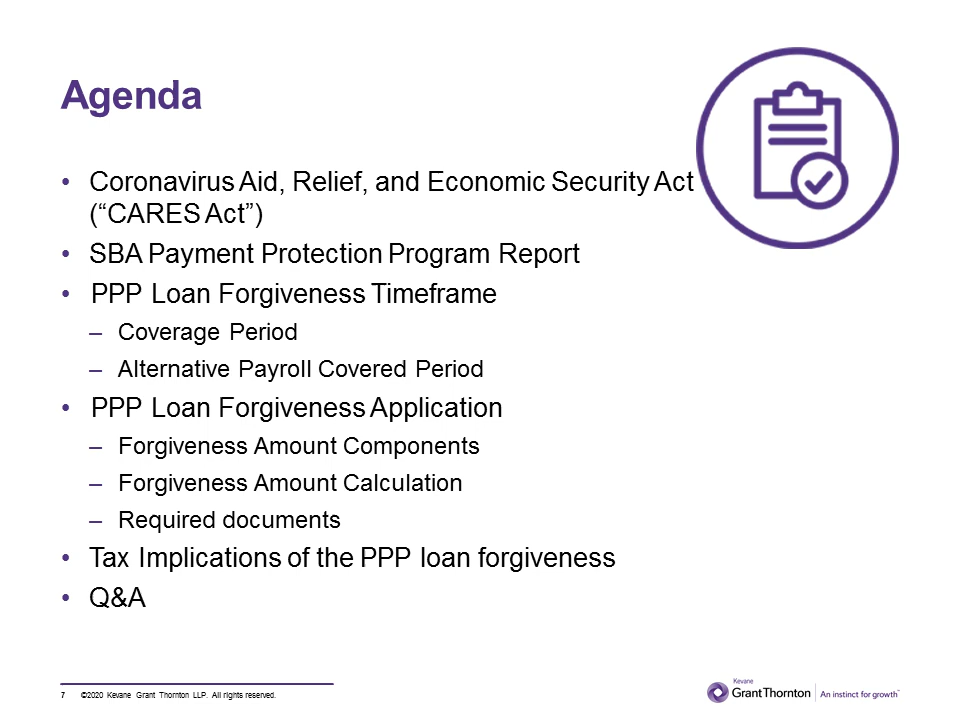 Agenda
• Coronavirus Aid, Relief, and Economic Security Act
(“CARES Act”)
• SBA Payment Protection Program Report
• PPP Loan Forgiveness Timeframe
– Coverage Period
– Alternative Payroll Covered Period
• PPP Loan Forgiveness Application
– Forgiveness Amount Components
– Forgiveness Amount Calculation
– Required documents
• Tax Implications of the PPP loan forgiveness
• Q&A
7 ©2020 Kevane Grant Thornton LLP. All rights reserved.
Kevane
GrantThornton An instinct for growth™